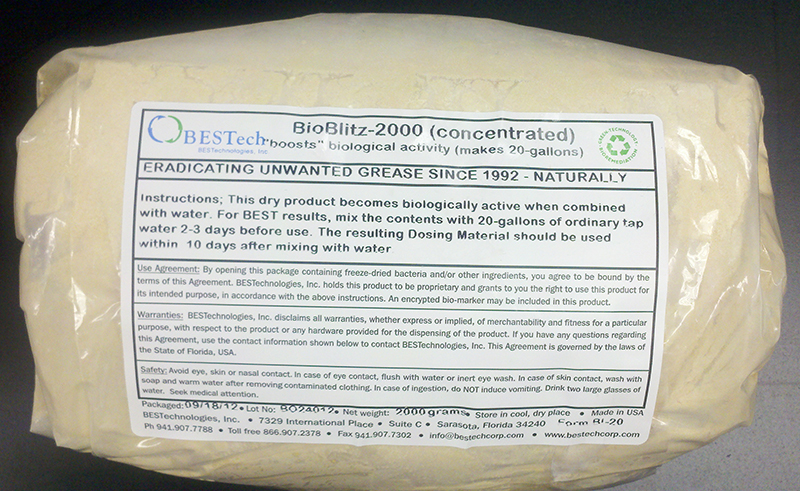 BESTech
BESTechnologies, Inc.
BioBlitz-2000 (concentrated)
"boosts" biological activity (makes 20-gallons)
GREEN TECHNOLOGY
BIOREMEDIATION
ERADICATING UNWANTED GREASE SINCE 1992 - NATURALLY
Instructions; This dry product becomes biologically active when combined
with water. For BEST results, mix the contents with 20-gallons of ordinary tap
water 2-3 days before use. The resulting Dosing Material should be used
within 10 days after mixing with water
Use Agreement: By opening this package containing freeze-dried bacteria and/or other ingredients, you agree to be bound by the
terms of this Agreement. BESTechnologies, Inc. holds this product to be proprietary and grants to you the right to use this product for
its intended purpose, in accordance with the above instructions. An encrypted bio-marker may be included in this product.
Warranties: BESTechnologies, Inc. disclaims all warranties, whether express or implied, of merchantability and fitness for a particular
purpose, with respect to the product or any hardware provided for the dispensing of the product. If you have any questions regarding
this Agreement, use the contact information shown below to contact BESTechnologies, Inc. This Agreement is governed by the laws of
the State of Florida, USA.
Safety: Avoid eye, skin or nasal contact. In case of eye contact, flush with water or inert eye wash. In case of skin contact, wash with
soap and warm water after removing contaminated clothing. In case of ingestion, do NOT induce vomiting. Drink two large glasses of
water. Seek medical attention.
Packaged: 09/18/12 • Lot No: BO24012 • Net weight: 2000 grams • Store in cool, dry place • Made in USA
BESTechnologies, Inc. • 7329 International Place • Suite C • Sarasota, Florida 34240 Form BI-20
Ph 941.907.7788 • Toll free 866.907.2378 • Fax 941.907.7302 • info@bestechcorp.com • www.bestechcorp.com